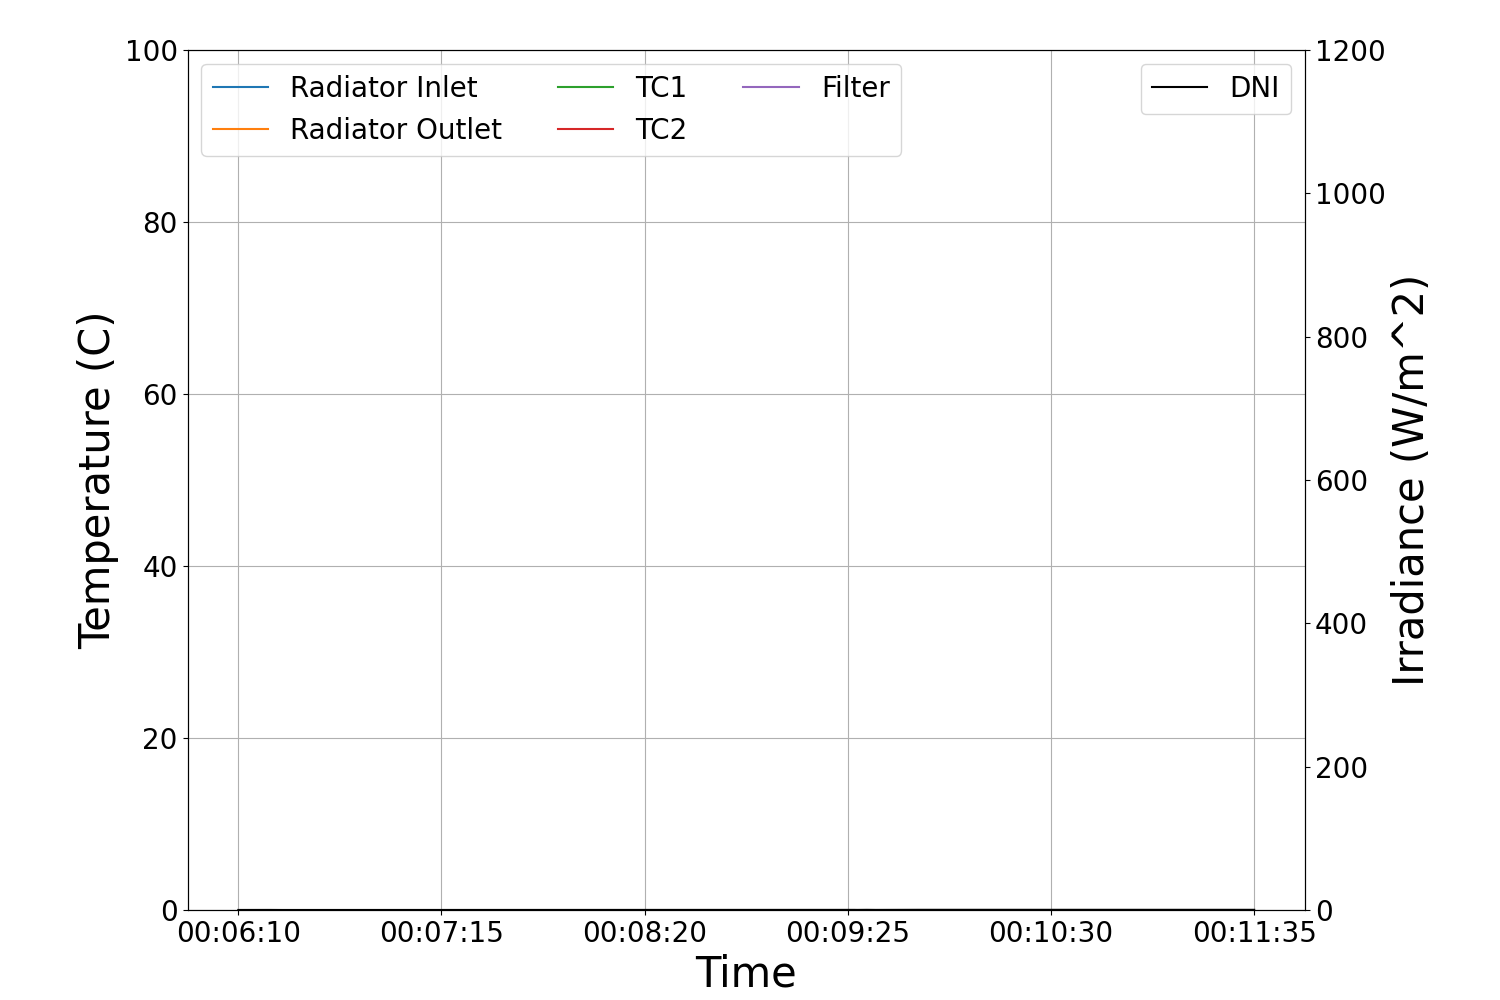 100
80
60
40
20
0
Temperature (C)
Radiator Inlet
Radiator Outlet
TC1
TC2
Filter
DNI
1200
1000
800
600
400
200
0
Irradiance (W/m^2)
00:06:10 00:07:15 00:08:20 00:09:25 00:10:30 00:11:35
Time